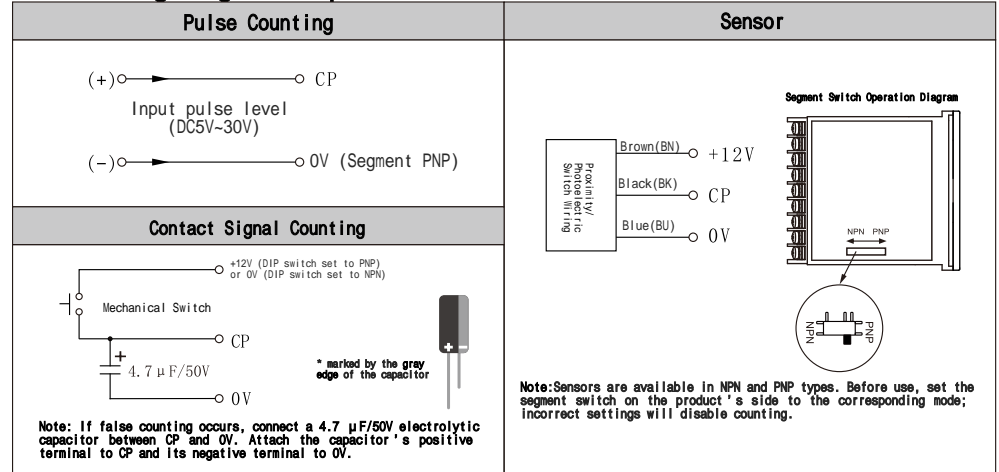 Pulse Counting
(+) CP
Input pulse level
(DC5V~30V)
(-) 0V (Segment PNP)
Contact Signal Counting
+12V (DIP switch set to PNP)
or 0V (DIP switch set to NPN)
Mechanical Switch
CP
+
4.7μF/50V
0V
+ -
* marked by the gray
edge of the capacitor
Note: If false counting occurs, connect a 4.7 μF/50V electrolytic
capacitor between CP and 0V. Attach the capacitor's positive
terminal to CP and its negative terminal to 0V.
Sensor
Segment Switch Operation Diagram
Proximity/
Photoelectric
Switch Wiring
Brown(BN) +12V
Black(BK) CP
Blue(BU) 0V
NPN PNP
NPN PNP
Note:Sensors are available in NPN and PNP types. Before use, set the
segment switch on the product's side to the corresponding mode;
incorrect settings will disable counting.